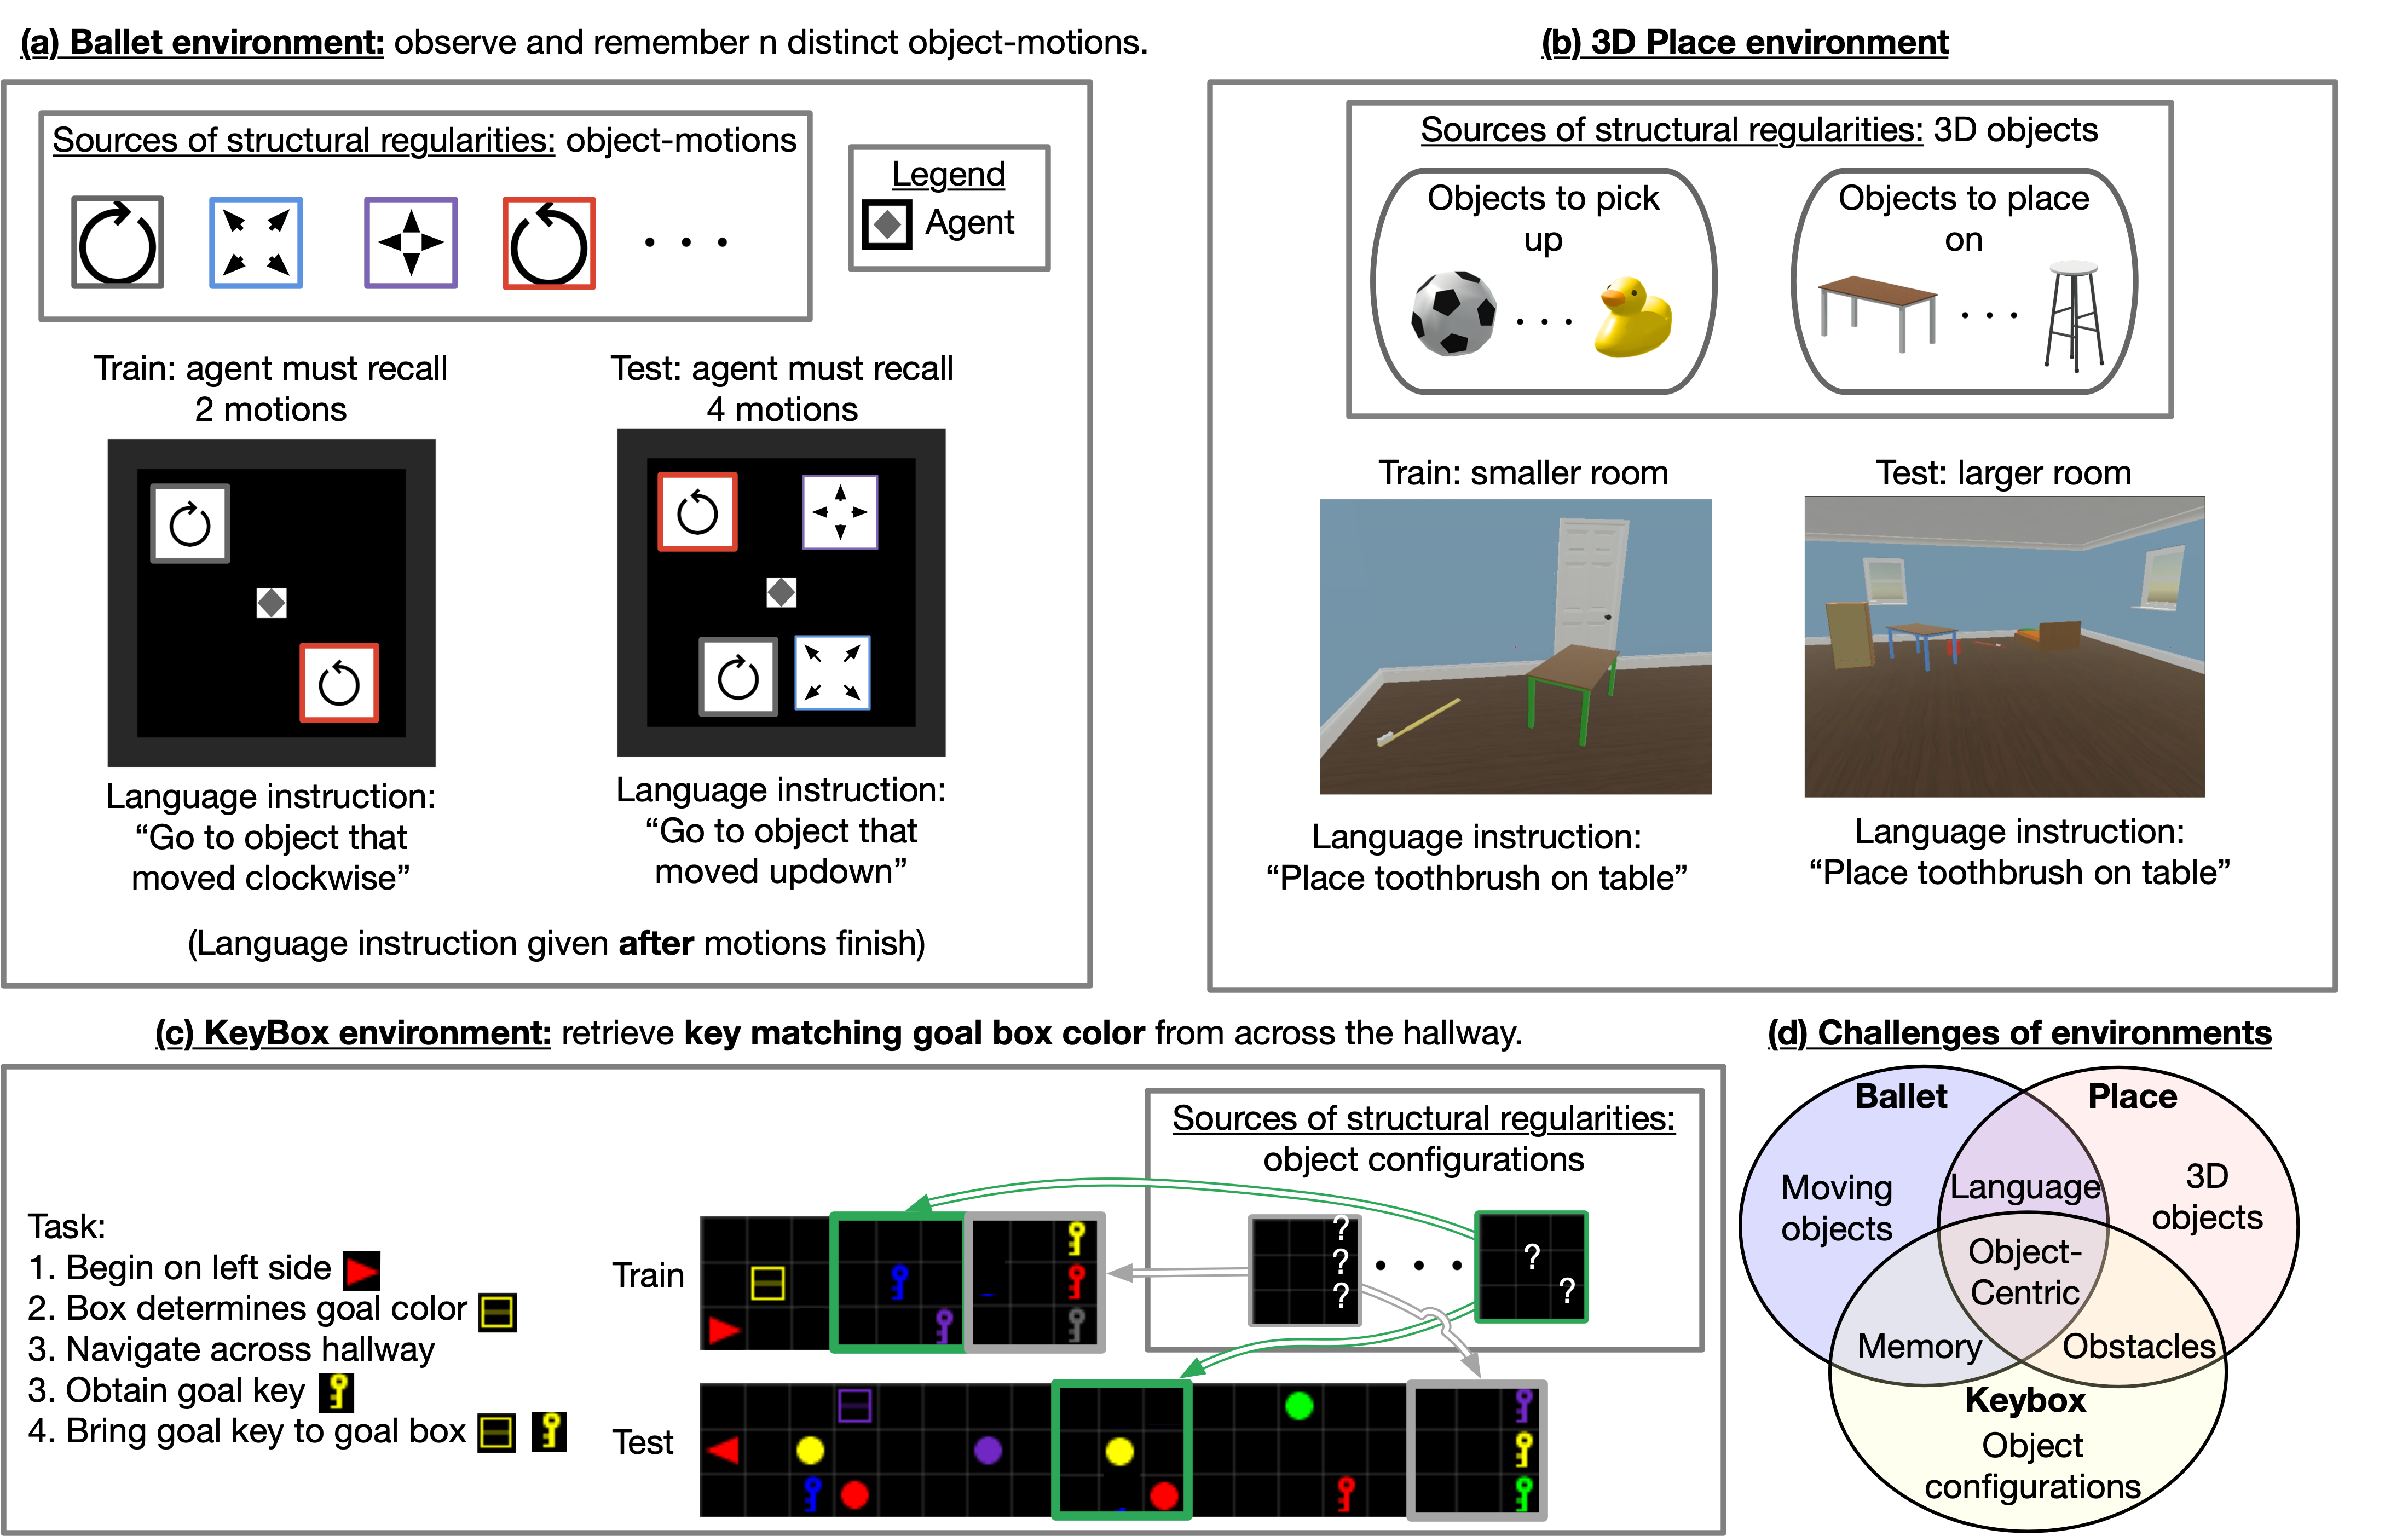 (a) Ballet environment: observe and remember n distinct object-motions.
Sources of structural regularities: object-motions
Legend
Agent
Train: agent must recall
2 motions
Test: agent must recall
4 motions
Language instruction:
“Go to object that
moved clockwise”
Language instruction:
“Go to object that
moved updown”
(Language instruction given after motions finish)
(b) 3D Place environment
Sources of structural regularities: 3D objects
Objects to pick
up
Objects to place
on
Train: smaller room
Test: larger room
Language instruction:
“Place toothbrush on table”
Language instruction:
“Place toothbrush on table”
(c) KeyBox environment: retrieve key matching goal box color from across the hallway.
Task:
1. Begin on left side
2. Box determines goal color
3. Navigate across hallway
3. Obtain goal key
4. Bring goal key to goal box
Sources of structural regularities:
object configurations
?
?
?
?
?
Train
Test
(d) Challenges of environments
Ballet
Place
Moving
objects
Language
3D
objects
Object-
Centric
Memory
Obstacles
Keybox
Object
configurations